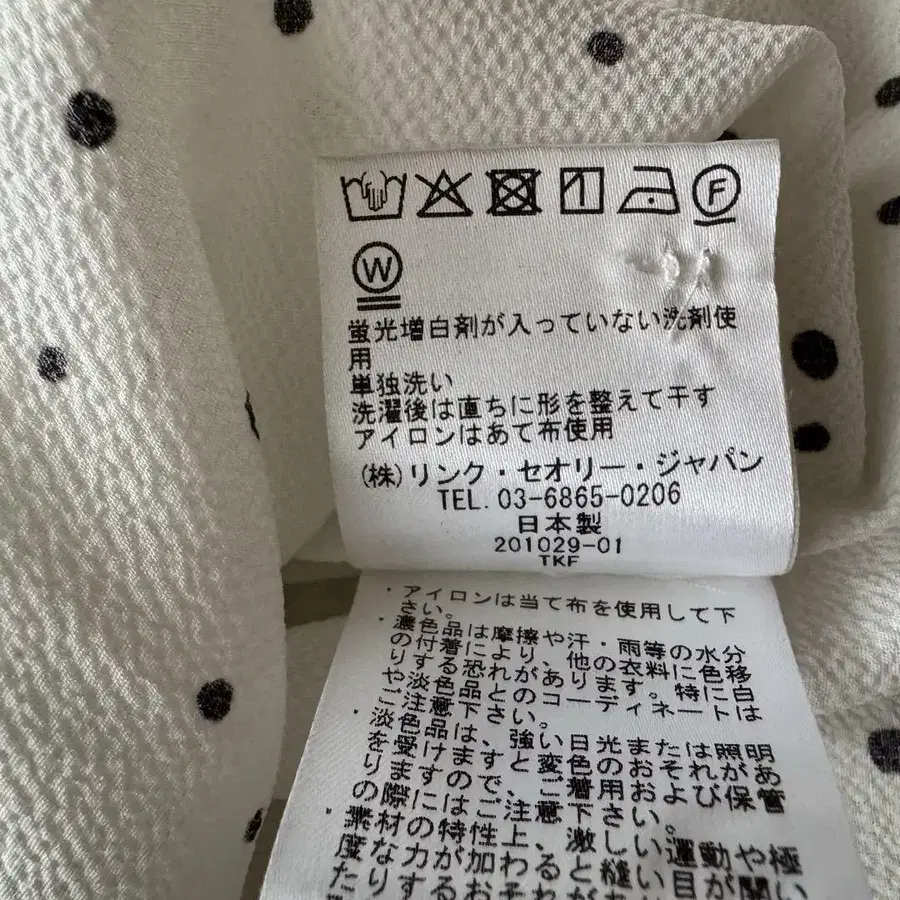 F
W
蛍光増白剤が入っていない洗剤使
用
単独洗い
洗濯後は直ちに形を整えて干す
アイロンはあて布使用
(株)リンク・セオリー・ジャパン
TEL.03-6865-0206
日本製
201029-01
TKF
・アイロンは当て布を使用して下
さい。
・濃色品は摩擦や汗・雨等の水分
の付着により、他の衣料に色移
りする恐れがあります。特に白
や淡色品とのコーディネートは
ご注意下さい。
・淡色品は、強い日光または照明
を受けますと変色のおそれがあ
りますので、ご着用および保管
の際にはご注意下さい。
・素材の特性上、激しい運動や極
度な力が加わると縫い目が開い